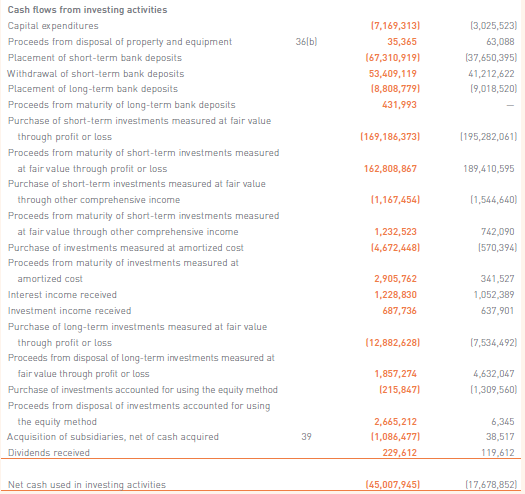 Cash flows from investing activities
Capital expenditures (7,169,313) (3,025,523)
Proceeds from disposal of property and equipment 36(b) 35,365 63,088
Placement of short-term bank deposits (67,310,919) (37,650,395)
Withdrawal of short-term bank deposits 53,409,119 41,212,622
Placement of long-term bank deposits (8,808,779) (9,018,520)
Proceeds from maturity of long-term bank deposits 431,993 —
Purchase of short-term investments measured at fair value
through profit or loss (169,186,373) (195,282,061)
Proceeds from maturity of short-term investments measured
at fair value through profit or loss 162,808,867 189,410,595
Purchase of short-term investments measured at fair value
through other comprehensive income (1,167,454) (1,544,640)
Proceeds from maturity of short-term investments measured
at fair value through other comprehensive income 1,232,523 742,090
Purchase of investments measured at amortized cost (4,672,448) (570,394)
Proceeds from maturity of investments measured at
amortized cost 2,905,762 341,527
Interest income received 1,228,830 1,052,389
Investment income received 687,736 637,901
Purchase of long-term investments measured at fair value
through profit or loss (12,882,628) (7,534,492)
Proceeds from disposal of long-term investments measured at
fair value through profit or loss 1,857,274 4,632,047
Purchase of investments accounted for using the equity method (215,847) (1,309,560)
Proceeds from disposal of investments accounted for using
the equity method 2,665,212 6,345
Acquisition of subsidiaries, net of cash acquired 39 (1,086,477) 38,517
Dividends received 229,612 119,612
Net cash used in investing activities (45,007,945) (17,678,852)